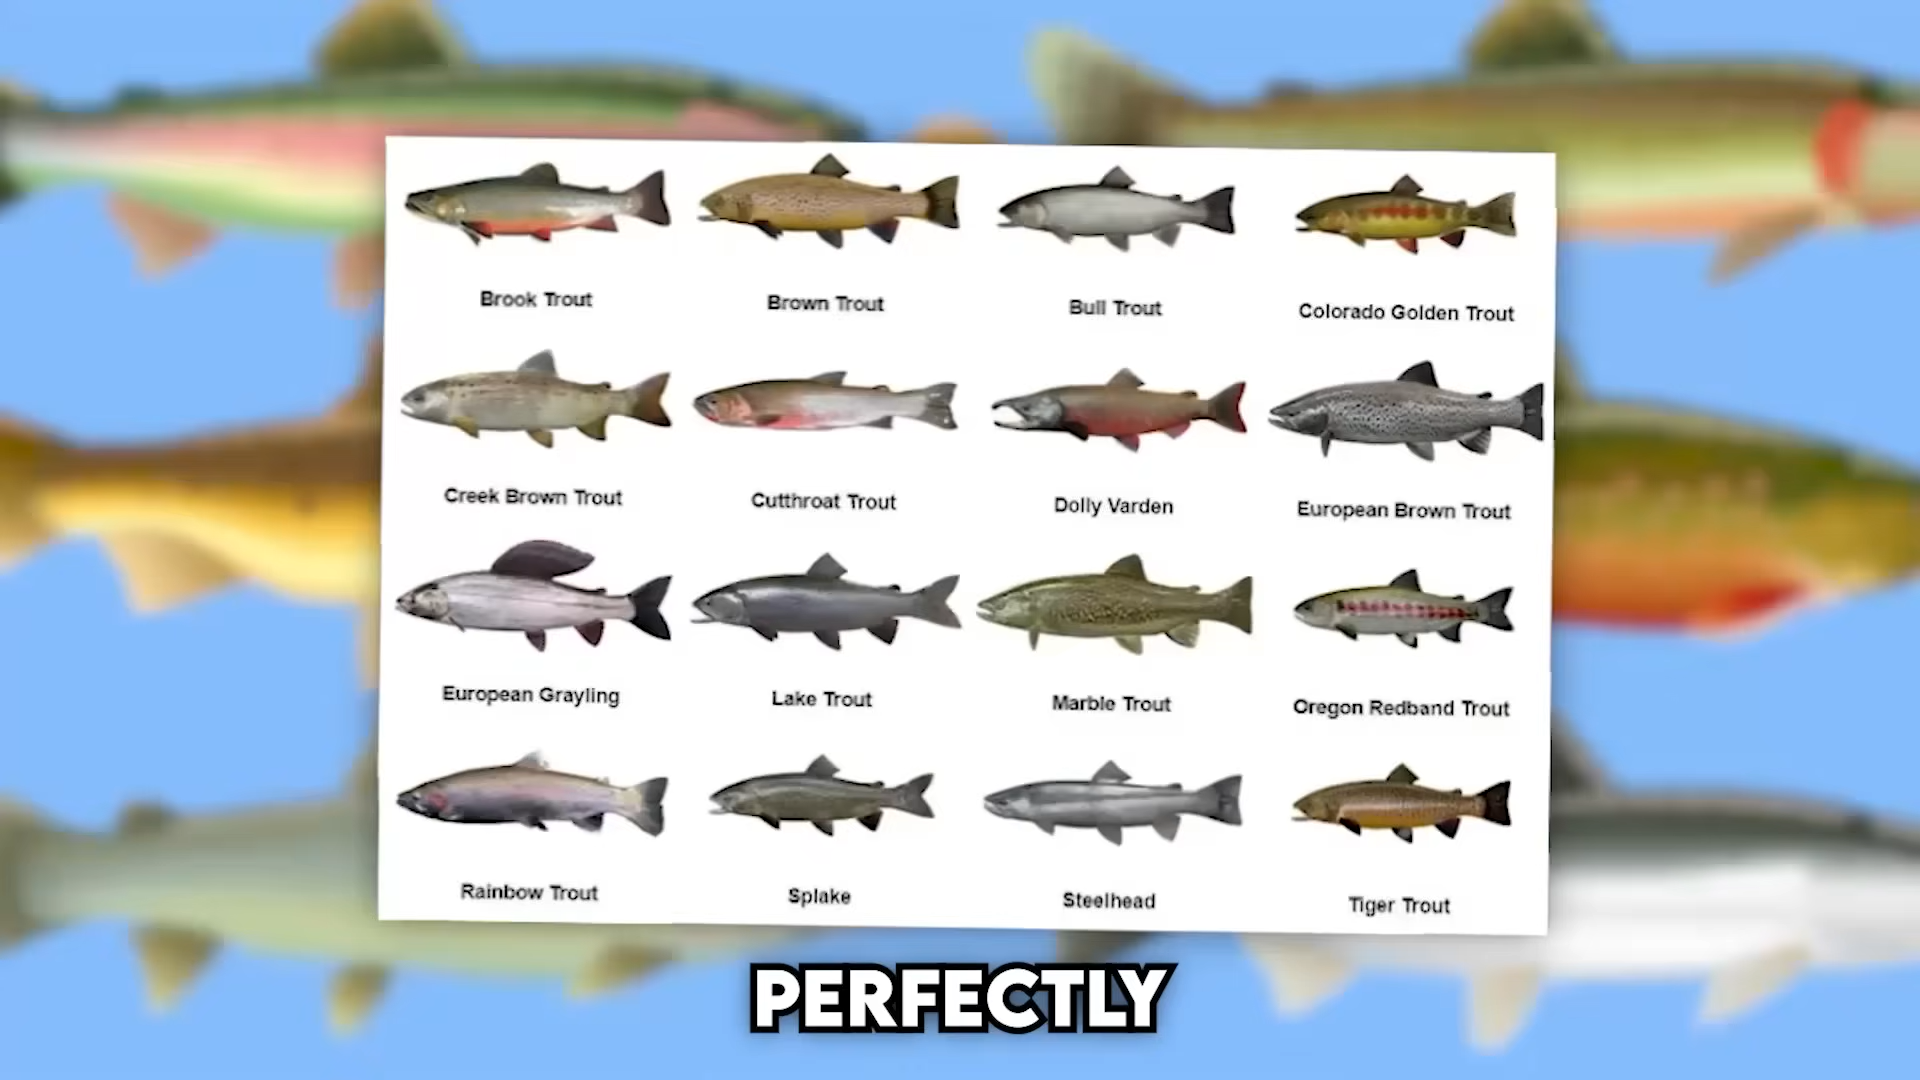 Brook Trout
Brown Trout
Bull Trout
Colorado Golden Trout
Creek Brown Trout
Cutthroat Trout
Dolly Varden
European Brown Trout
European Grayling
Lake Trout
Marble Trout
Oregon Redband Trout
Rainbow Trout
Splake
Steelhead
Tiger Trout
PERFECTLY